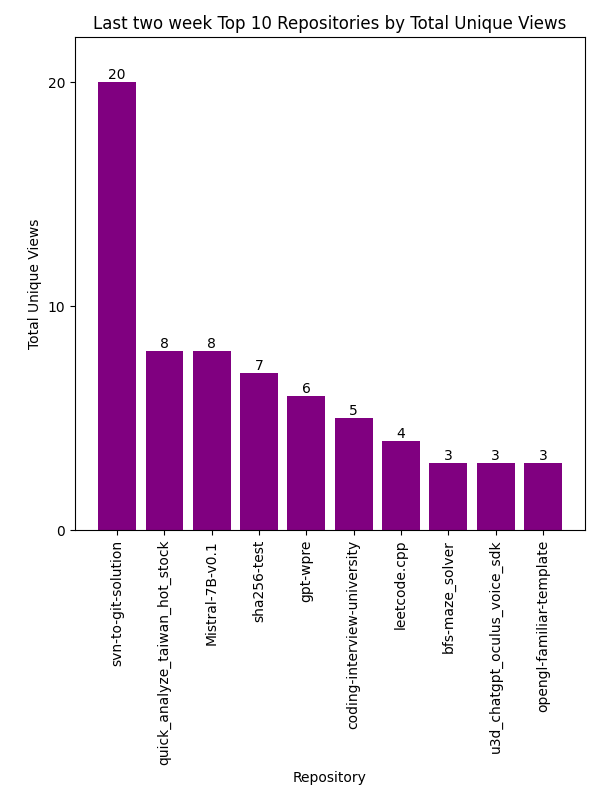 Last two week Top 10 Repositories by Total Unique Views
Total Unique Views
20
10
0
20
8
8
7
6
5
4
3
3
3
svn-to-git-solution
quick_analyze_taiwan_hot_stock
Mistral-7B-v0.1
sha256-test
gpt-wpre
coding-interview-university
leetcode.cpp
bfs-maze_solver
u3d_chatgpt_oculus_voice_sdk
opengl-familiar-template
Repository